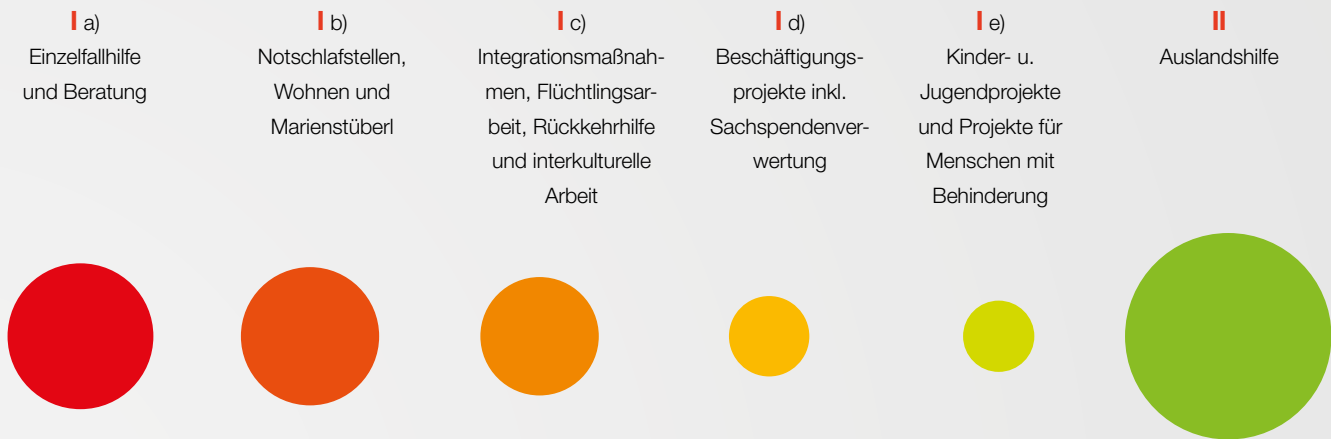 I a)
Einzelfallhilfe
und Beratung
I b)
Notschlafstellen,
Wohnen und
Marienstüberl
I c)
Integrationsmaßnah-
men, Flüchtlingsar-
beit, Rückkehrhilfe
und interkulturelle
Arbeit
I d)
Beschäftigungs-
projekte inkl.
Sachspendenver-
wertung
I e)
Kinder- u.
Jugendprojekte
und Projekte für
Menschen mit
Behinderung
II
Auslandshilfe